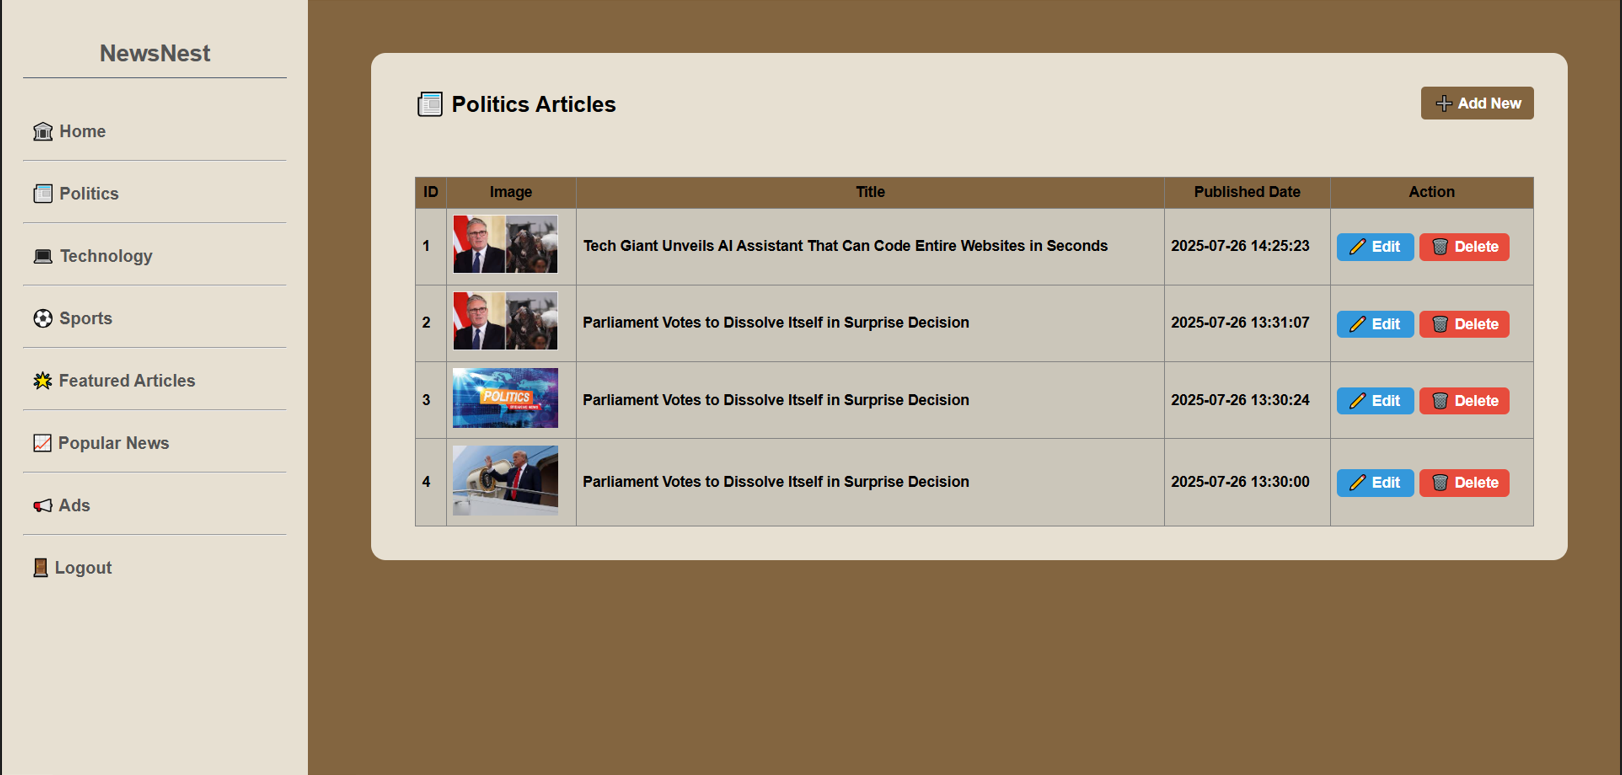 NewsNest
Home
Politics
Technology
Sports
Featured Articles
Popular News
Ads
Logout
Politics Articles
Add New
ID Image Title Published Date Action
1 Tech Giant Unveils AI Assistant That Can Code Entire Websites in Seconds 2025-07-26 14:25:23 Edit Delete
2 Parliament Votes to Dissolve Itself in Surprise Decision 2025-07-26 13:31:07 Edit Delete
3 POLITICS Parliament Votes to Dissolve Itself in Surprise Decision 2025-07-26 13:30:24 Edit Delete
4 Parliament Votes to Dissolve Itself in Surprise Decision 2025-07-26 13:30:00 Edit Delete